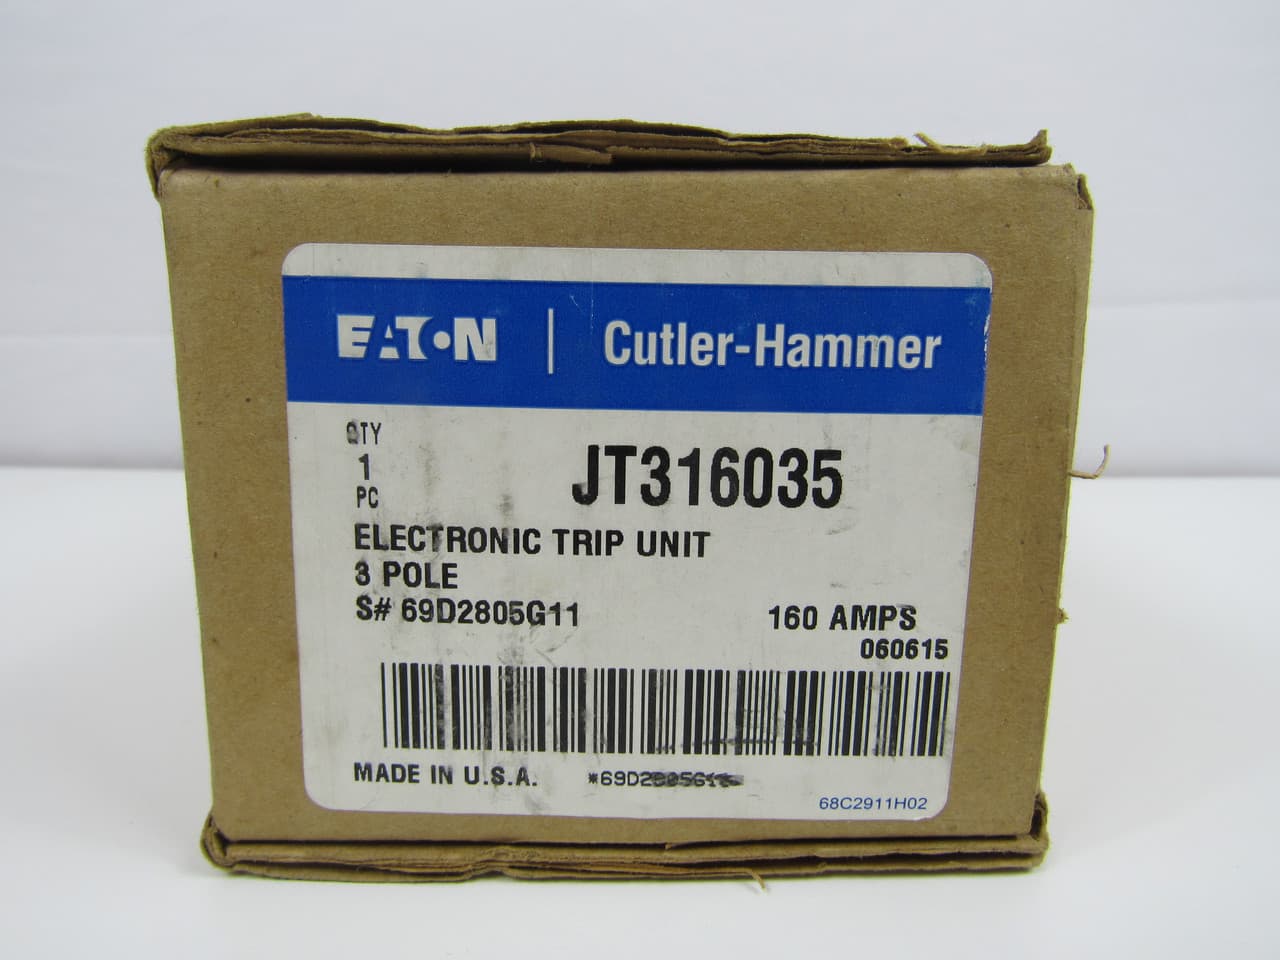 EATON | Cutler-Hammer
QTY
1
PC
JT316035
ELECTRONIC TRIP UNIT
3 POLE
S# 69D2805G11
160 AMPS
060615
MADE IN U.S.A.
68C2911H02